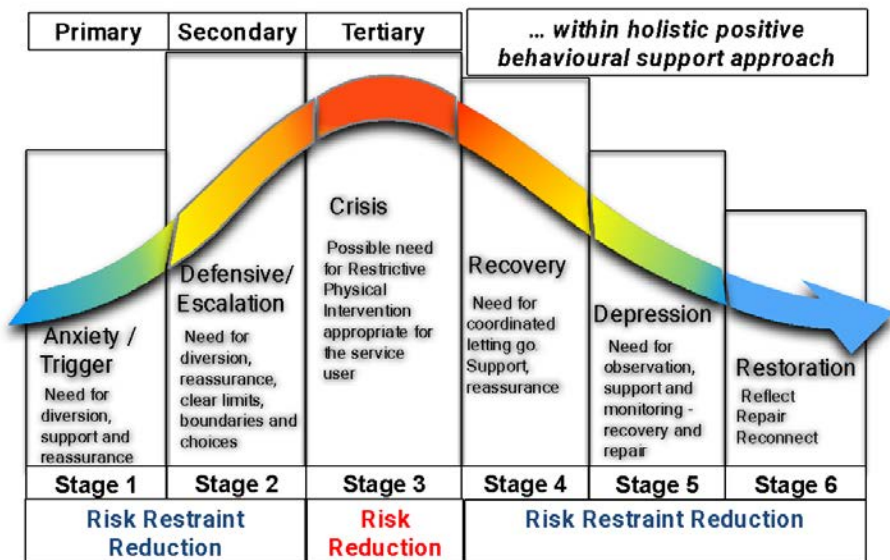 Primary
Secondary
Tertiary
... within holistic positive
behavioural support approach
Anxiety /
Trigger
Need for
diversion,
support and
reassurance
Defensive/
Escalation
Need for
diversion,
reassurance,
clear limits,
boundaries and
choices
Crisis
Possible need
for Restrictive
Physical
Intervention
appropriate for
the service
user
Recovery
Need for
coordinated
letting go.
Support,
reassurance
Depression
Need for
observation,
support and
monitoring -
recovery and
repair
Restoration
Reflect
Repair
Reconnect
Stage 1
Stage 2
Stage 3
Stage 4
Stage 5
Stage 6
Risk Restraint
Reduction
Risk
Reduction
Risk Restraint Reduction